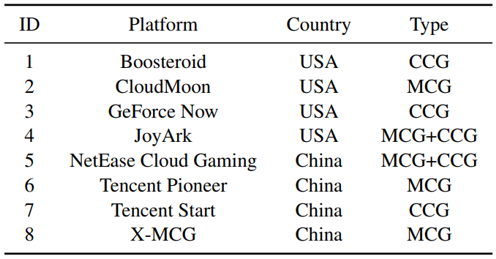 ID Platform Country Type
1 Boosteroid USA CCG
2 CloudMoon USA MCG
3 GeForce Now USA CCG
4 JoyArk USA MCG+CCG
5 NetEase Cloud Gaming China MCG+CCG
6 Tencent Pioneer China MCG
7 Tencent Start China CCG
8 X-MCG China MCG